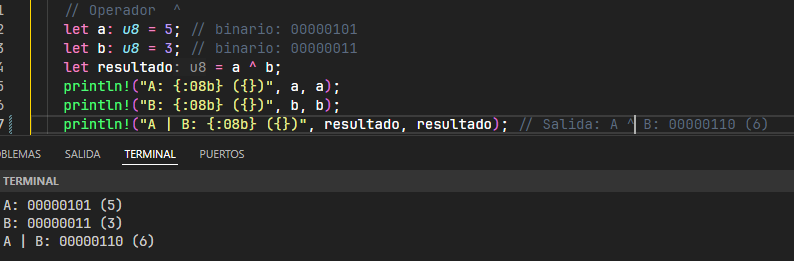 1 // Operador  ^
2 let a: u8 = 5; // binario: 00000101
3 let b: u8 = 3; // binario: 00000011
4 let resultado: u8 = a ^ b;
5 println!("A: {:08b} ({})", a, a);
6 println!("B: {:08b} ({})", b, b);
7 println!("A | B: {:08b} ({})", resultado, resultado); // Salida: A ^ B: 00000110 (6)
OBLEMAS SALIDA TERMINAL PUERTOS
TERMINAL
A: 00000101 (5)
B: 00000011 (3)
A | B: 00000110 (6)